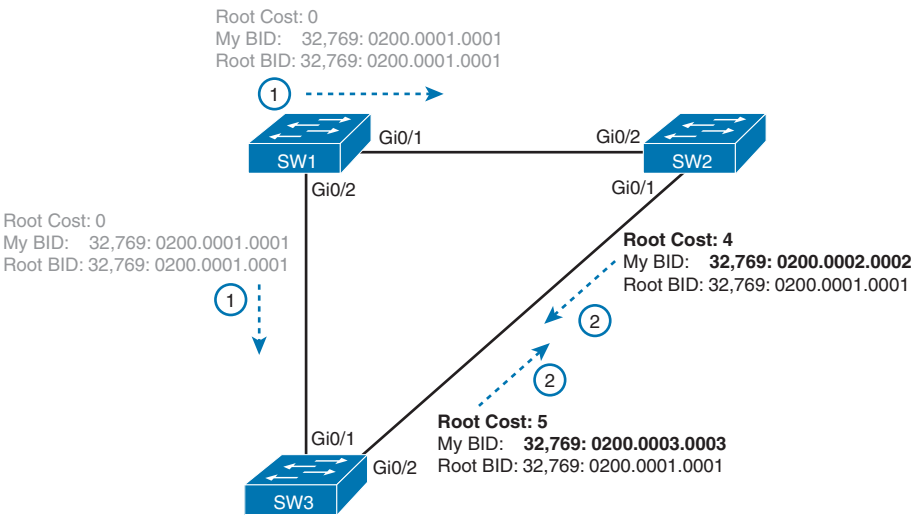 Root Cost: 0
My BID: 32,769: 0200.0001.0001
Root BID: 32,769: 0200.0001.0001
1
SW1
Gi0/1
Gi0/2
SW2
Gi0/2
Gi0/1
Root Cost: 0
My BID: 32,769: 0200.0001.0001
Root BID: 32,769: 0200.0001.0001
1
Root Cost: 4
My BID: 32,769: 0200.0002.0002
Root BID: 32,769: 0200.0001.0001
2
2
Root Cost: 5
My BID: 32,769: 0200.0003.0003
Root BID: 32,769: 0200.0001.0001
Gi0/1
Gi0/2
SW3